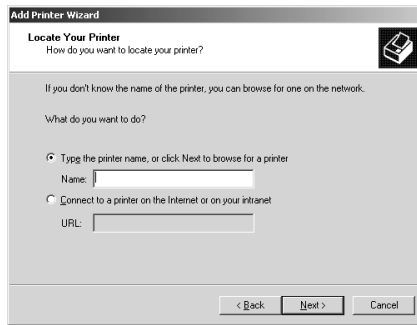 Add Printer Wizard
Locate Your Printer
How do you want to locate your printer?
If you don't know the name of the printer, you can browse for one on the network.
What do you want to do?
Type the printer name, or click Next to browse for a printer
Name:
Connect to a printer on the Internet or on your intranet
URL:
< Back Next > Cancel